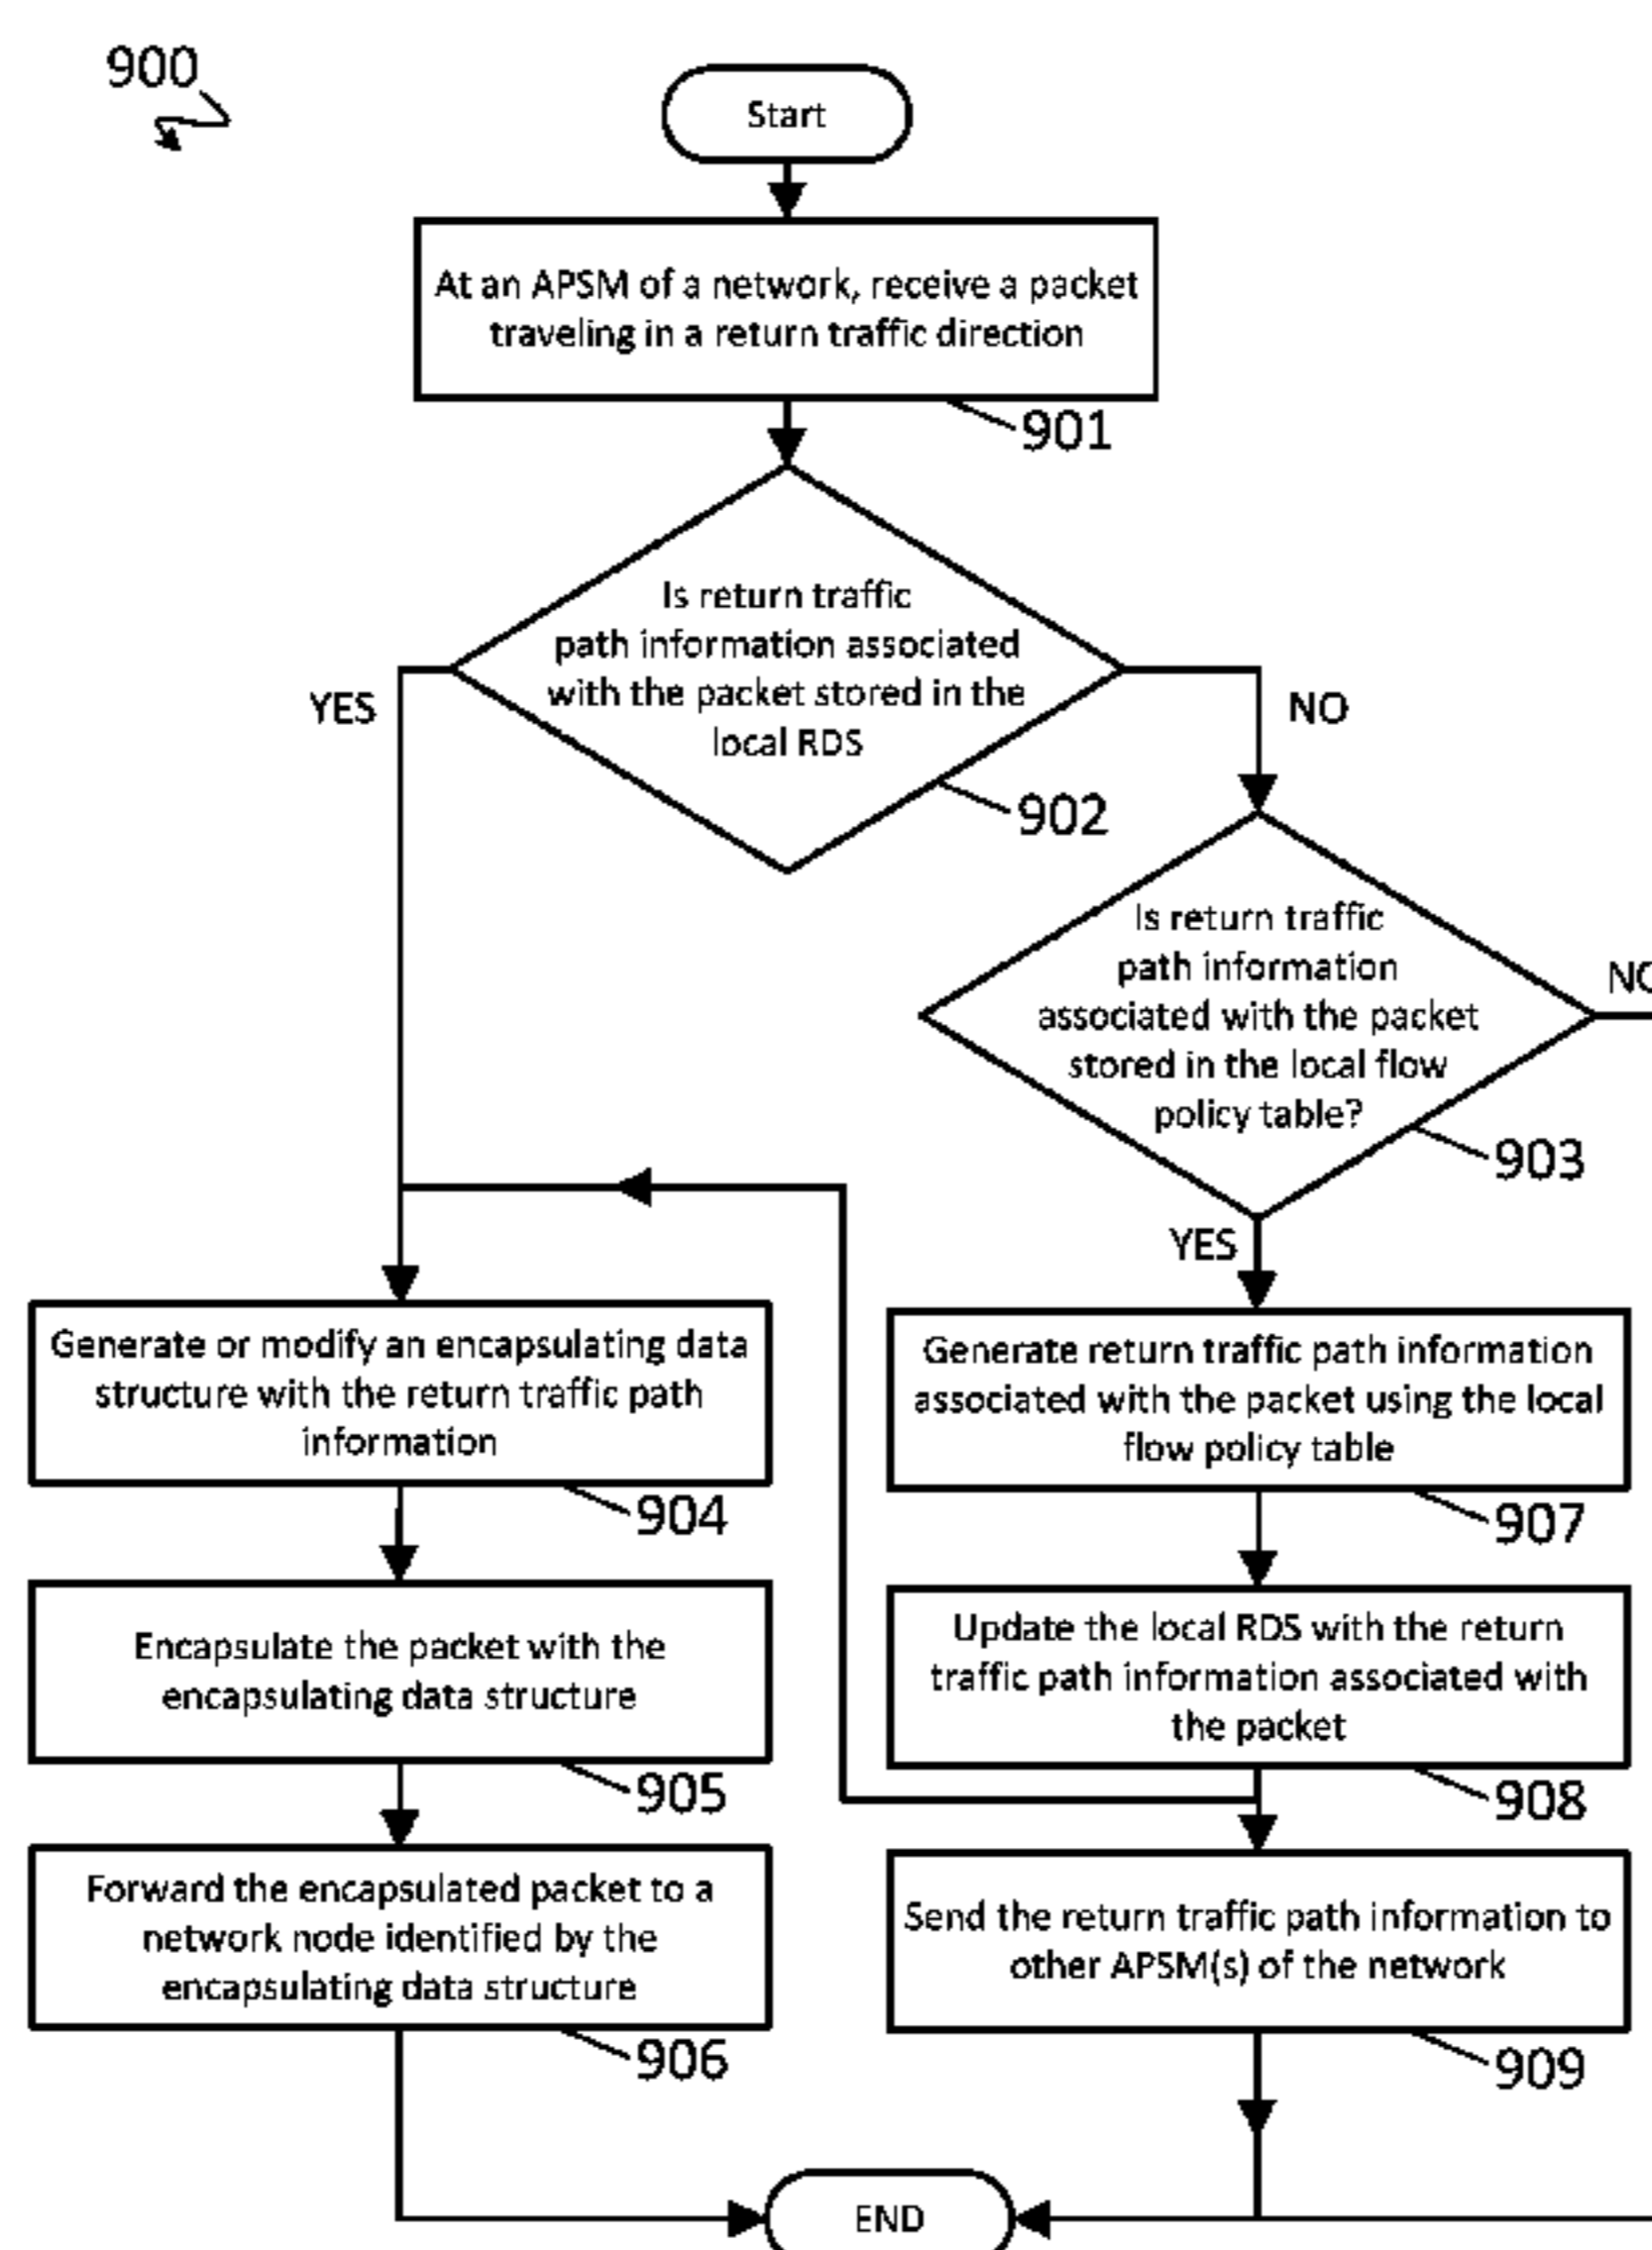 900
Start
At an APSM of a network, receive a packet
traveling in a return traffic direction
901
Is return traffic
path information associated
with the packet stored in the
local RDS
902
YES
NO
Is return traffic
path information
associated with the packet
stored in the local flow
policy table?
903
NO
YES
Generate or modify an encapsulating data
structure with the return traffic path
information
904
Generate return traffic path information
associated with the packet using the local
flow policy table
907
Encapsulate the packet with the
encapsulating data structure
905
Update the local RDS with the return
traffic path information associated with
the packet
908
Forward the encapsulated packet to a
network node identified by the
encapsulating data structure
906
Send the return traffic path information to
other APSM(s) of the network
909
END